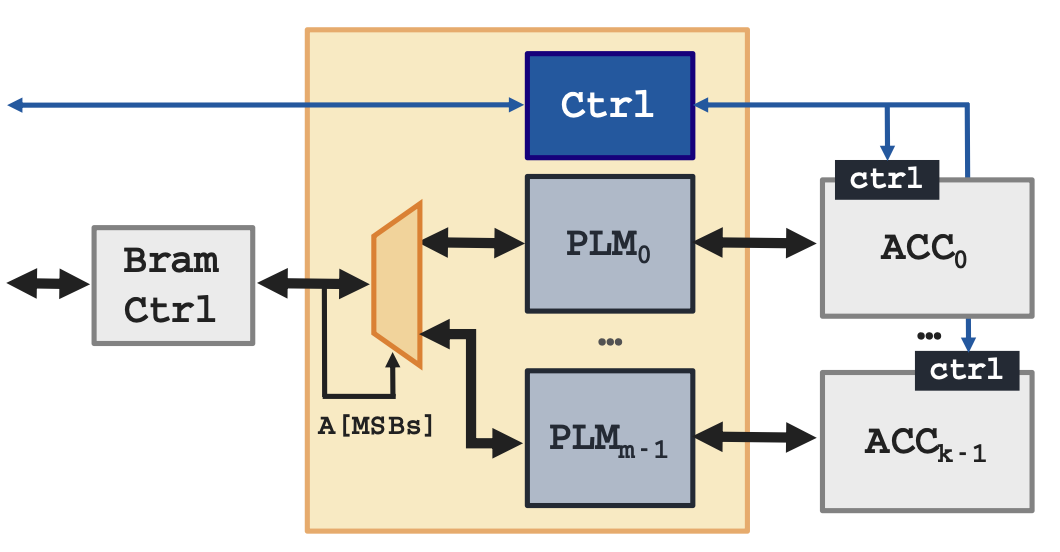 Ctrl
ctrl
Bram
Ctrl
PLM0
ACC0
...
...
ctrl
A[MSBs]
PLMm-1
ACCk-1